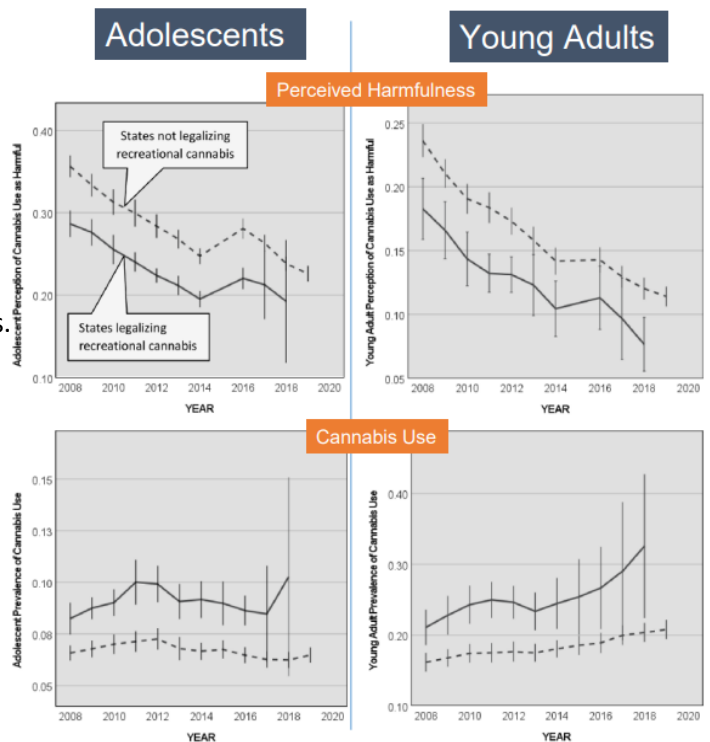 Adolescents
Young Adults
Perceived Harmfulness
Adolescent Perception of Cannabis Use as Harmful
0.40
0.30
0.20
0.10
States not legalizing
recreational cannabis
States legalizing
recreational cannabis
2008 2010 2012 2014 2016 2018 2020
YEAR
Young Adult Perception of Cannabis Use as Harmful
0.25
0.20
0.15
0.10
0.05
2008 2010 2012 2014 2016 2018 2020
YEAR
s.
Cannabis Use
Adolescent Prevalence of Cannabis Use
0.15
0.13
0.10
0.08
0.05
2008 2010 2012 2014 2016 2018 2020
YEAR
Young Adult Prevalence of Cannabis Use
0.40
0.30
0.20
0.10
2008 2010 2012 2014 2016 2018 2020
YEAR